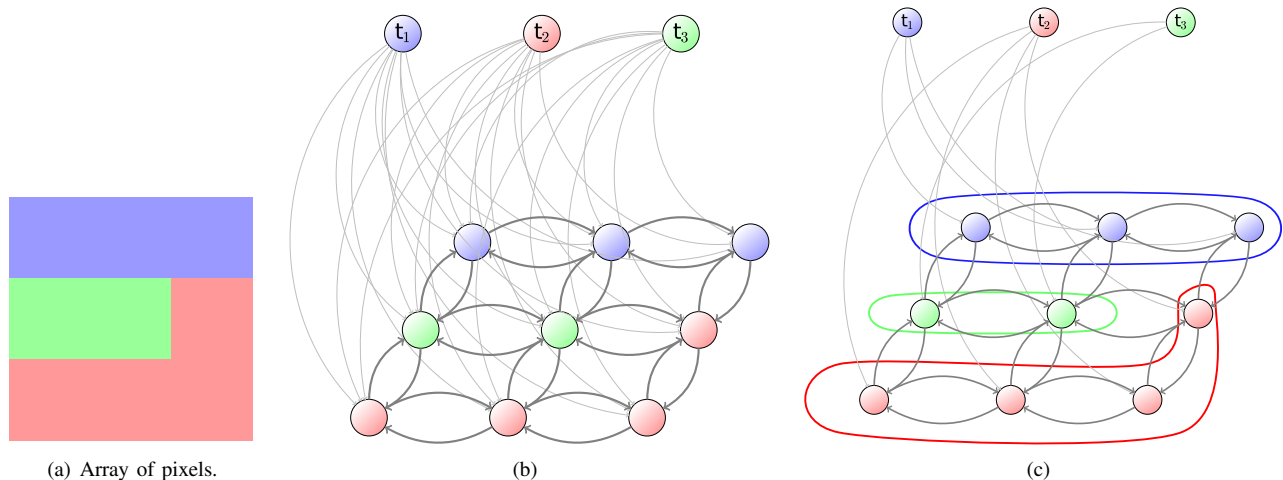 t1 t2 t3
t1 t2 t3
(a) Array of pixels.
(b)
(c)